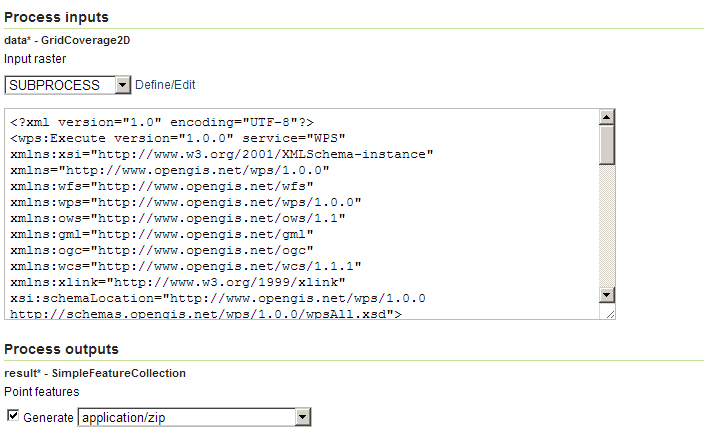 Process inputs
data* - GridCoverage2D
Input raster
SUBPROCESS Define/Edit
<?xml version="1.0" encoding="UTF-8"?>
<wps:Execute version="1.0.0" service="WPS"
xmlns:xsi="http://www.w3.org/2001/XMLSchema-instance"
xmlns="http://www.opengis.net/wps/1.0.0"
xmlns:wfs="http://www.opengis.net/wfs"
xmlns:wps="http://www.opengis.net/wps/1.0.0"
xmlns:ows="http://www.opengis.net/ows/1.1"
xmlns:gml="http://www.opengis.net/gml"
xmlns:ogc="http://www.opengis.net/ogc"
xmlns:wcs="http://www.opengis.net/wcs/1.1.1"
xmlns:xlink="http://www.w3.org/1999/xlink"
xsi:schemaLocation="http://www.opengis.net/wps/1.0.0
http://schemas.opengis.net/wps/1.0.0/wpsAll.xsd">
Process outputs
result* - SimpleFeatureCollection
Point features
Generate application/zip